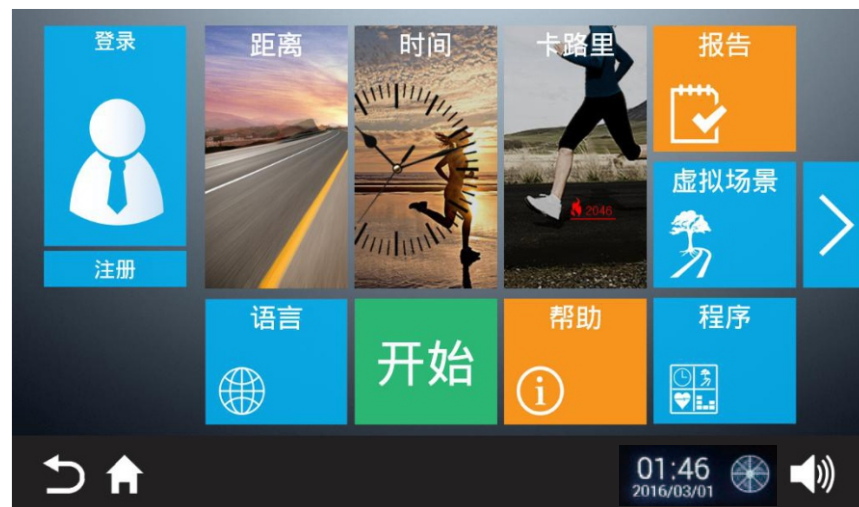 登录
距离
时间
卡路里
报告
2046
虚拟场景
注册
语言
开始
帮助
程序
01:46
2016/03/01